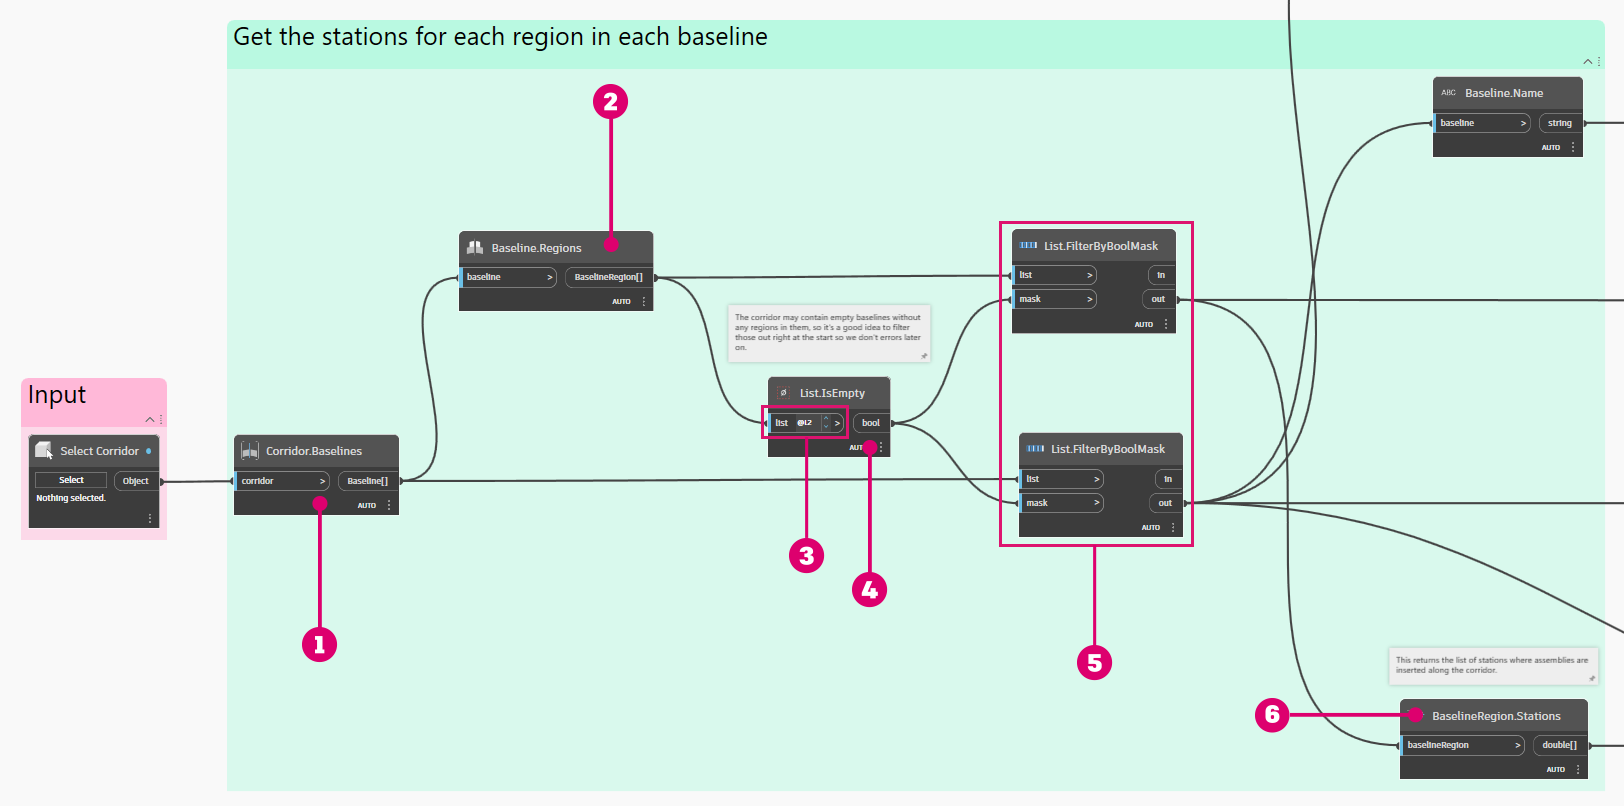 Get the stations for each region in each baseline
ABC Baseline.Name
baseline > string
AUTO
2
Baseline.Regions
baseline > BaselineRegion[]
AUTO
List.FilterByBoolMask
list > in
mask > out
AUTO
The corridor may contain empty baselines without
any regions in them, so it's a good idea to filter
those out right at the start so we don't errors later
on.
Input
Select Corridor
Select Object
Nothing selected.
Corridor.Baselines
corridor > Baseline[]
AUTO
List.IsEmpty
list @L2 > bool
AUT
List.FilterByBoolMask
list > in
mask > out
AUTO
3
4
1
5
This returns the list of stations where assemblies are
inserted along the corridor.
6
BaselineRegion.Stations
baselineRegion > double[]
AUTO